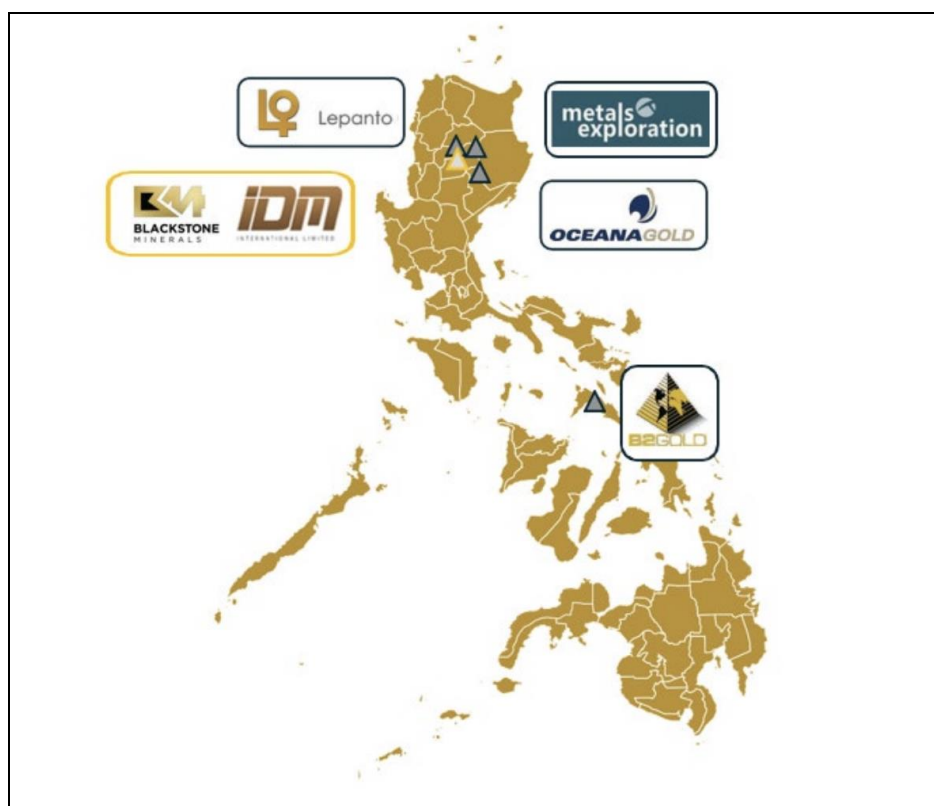 Lepanto
metals
exploration
BLACKSTONE
MINERALS
IDM
INTERNATIONAL LIMITED
OCEANAGOLD
B2GOLD